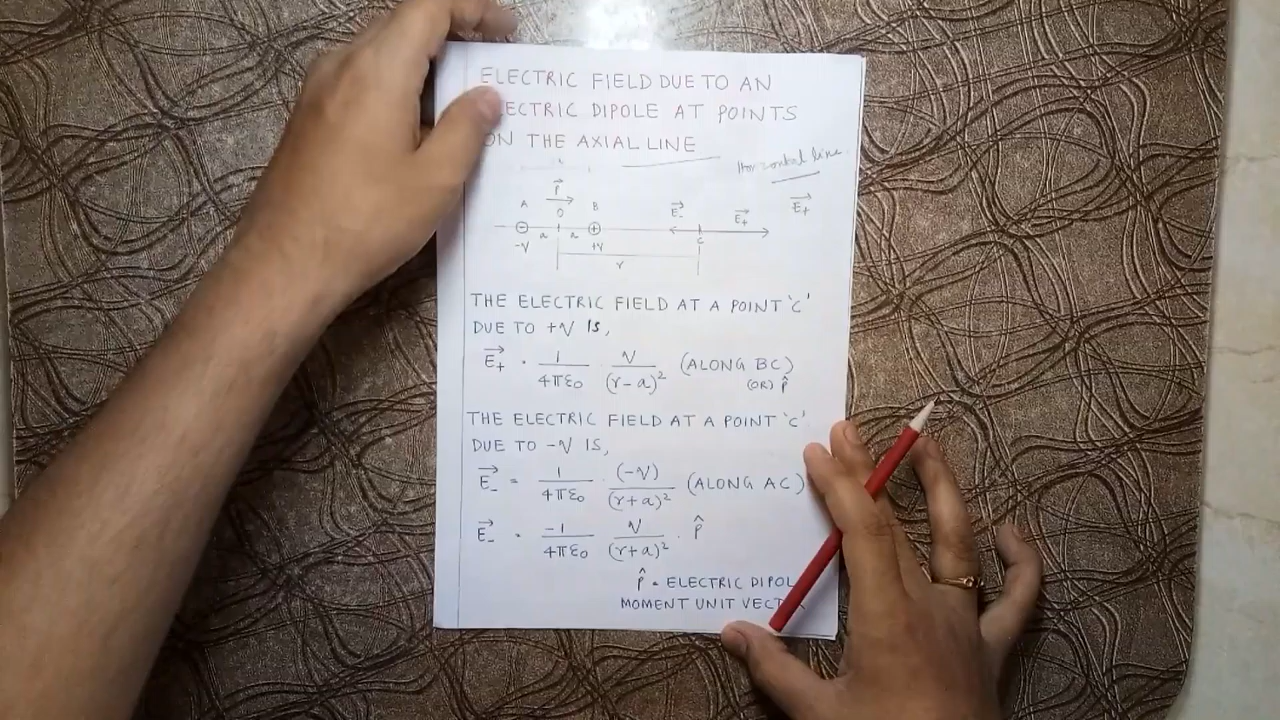 ELECTRIC FIELD DUE TO AN
ELECTRIC DIPOLE AT POINTS
ON THE AXIAL LINE
Horizontal line
→p
A O B →E₋ →E₊ →E₊
⊖ ⊕
-q a a +q C
r
THE ELECTRIC FIELD AT A POINT 'C'
DUE TO +q IS,
→E₊ = 1/4πε₀ · q/(r-a)² (ALONG BC)
(OR) p̂
THE ELECTRIC FIELD AT A POINT 'C'
DUE TO -q IS,
→E₋ = 1/4πε₀ · (-q)/(r+a)² (ALONG AC)
→E₋ = -1/4πε₀ q/(r+a)² · p̂
p̂ = ELECTRIC DIPOL
MOMENT UNIT VECTOR